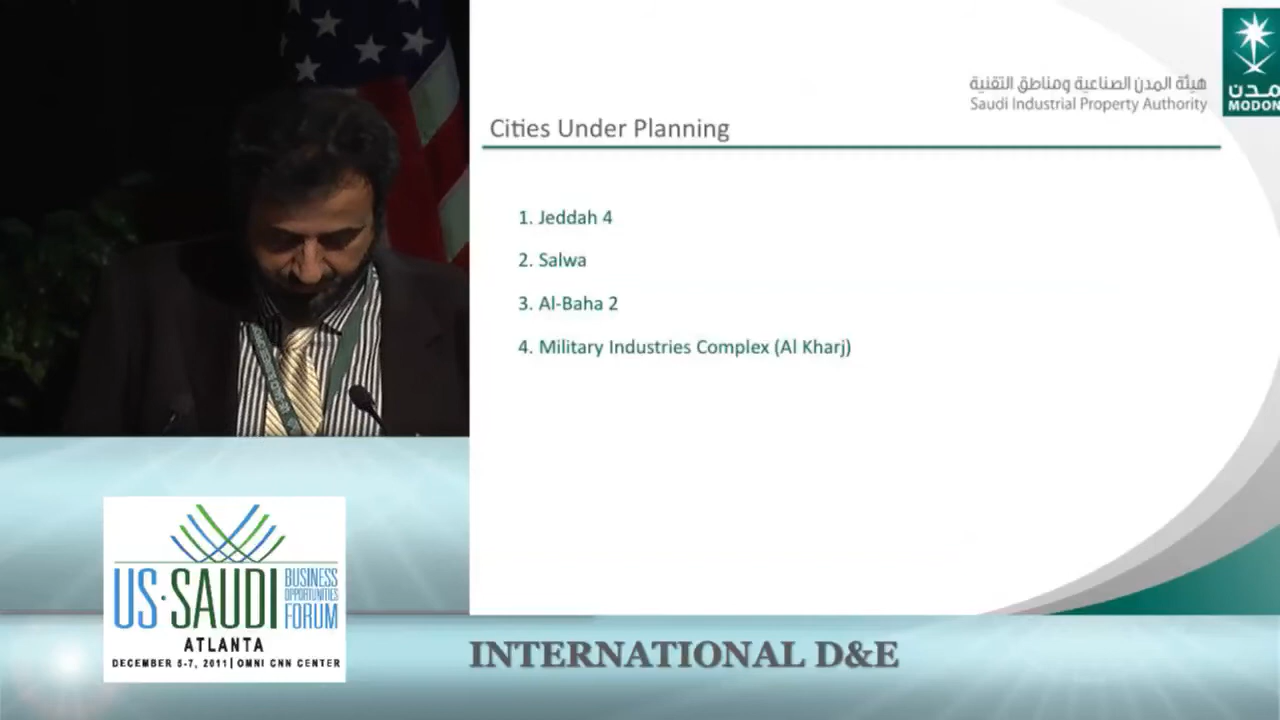 هيئة المدن الصناعية ومناطق التقنية
Saudi Industrial Property Authority
مدن
MODON
Cities Under Planning
1. Jeddah 4
2. Salwa
3. Al-Baha 2
4. Military Industries Complex (Al Kharj)
US·SAUDI
BUSINESS
OPPORTUNITIES
FORUM
ATLANTA
DECEMBER 5-7, 2011 | OMNI CNN CENTER
INTERNATIONAL D&E